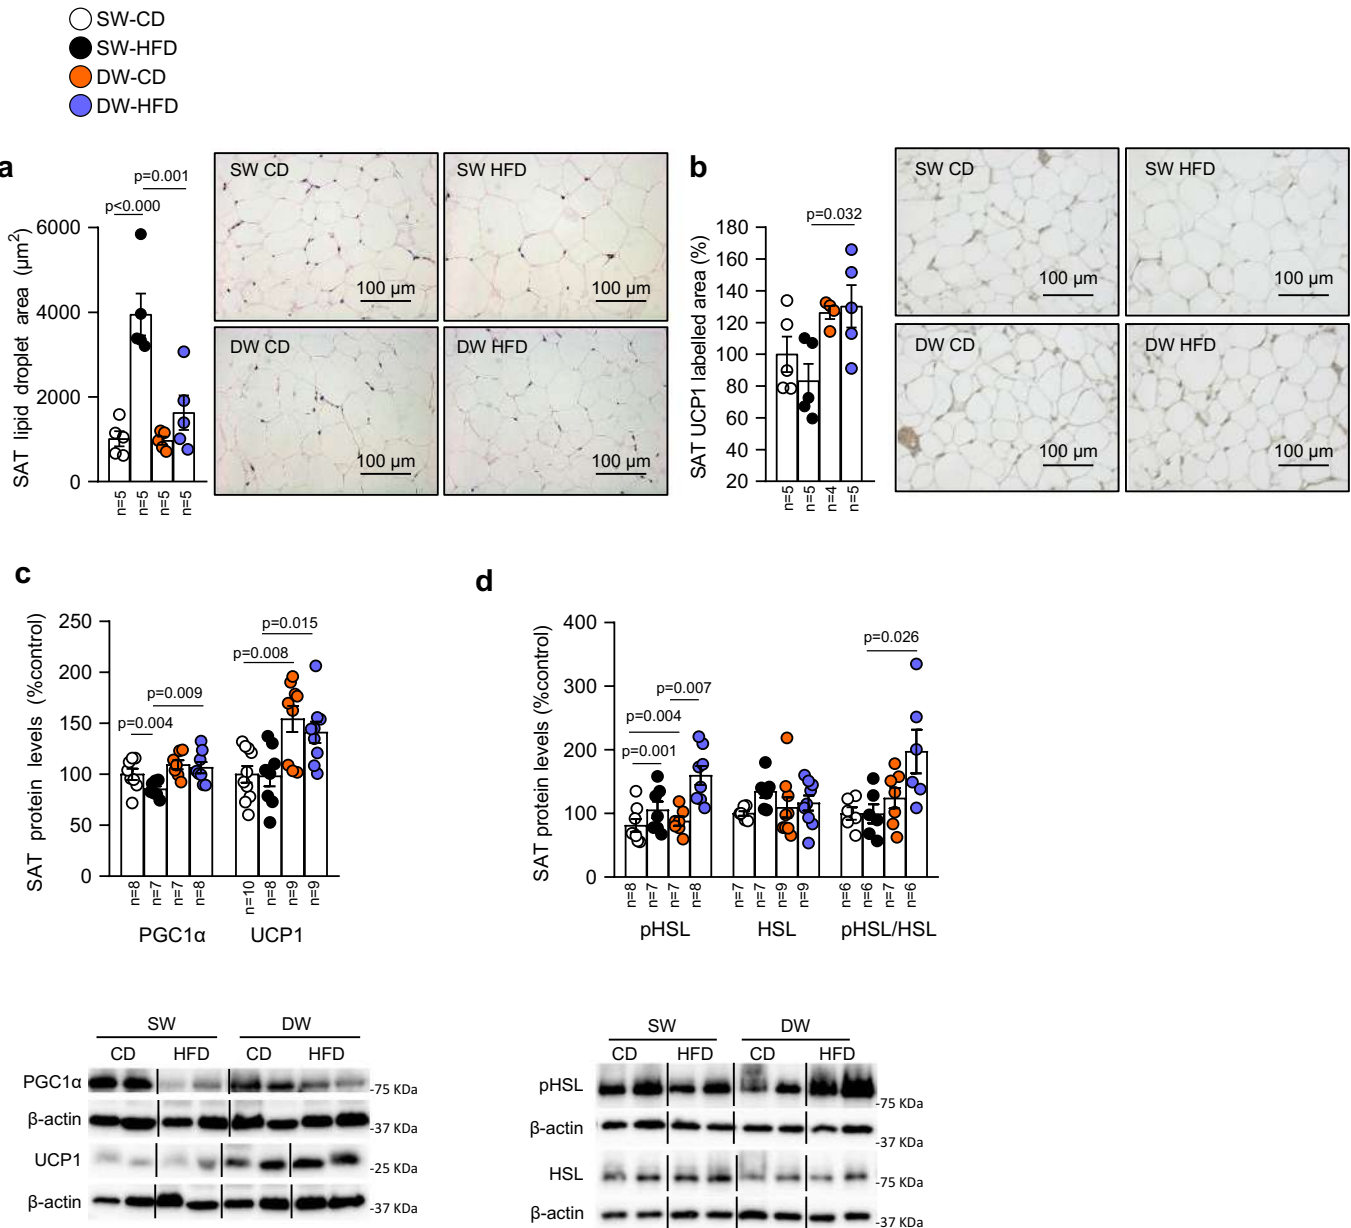 SW-CD
SW-HFD
DW-CD
DW-HFD
a
p=0.001
p<0.000
SAT lipid droplet area (µm²)
6000
4000
2000
0
n=5
n=5
n=5
n=5
SW CD
100 µm
SW HFD
100 µm
DW CD
100 µm
DW HFD
100 µm
b
p=0.032
SAT UCP1 labelled area (%)
180
160
140
120
100
80
60
40
20
n=5
n=5
n=4
n=5
SW CD
100 µm
SW HFD
100 µm
DW CD
100 µm
DW HFD
100 µm
c
SAT protein levels (%control)
250
200
150
100
50
0
p=0.015
p=0.008
p=0.009
p=0.004
n=8
n=7
n=7
n=8
n=10
n=8
n=9
n=9
PGC1α
UCP1
d
SAT protein levels (%control)
400
300
200
100
0
p=0.026
p=0.007
p=0.004
p=0.001
n=8
n=7
n=7
n=8
n=7
n=7
n=9
n=9
n=6
n=6
n=7
n=6
pHSL
HSL
pHSL/HSL
SW DW
CD HFD CD HFD
PGC1α -75 KDa
β-actin -37 KDa
UCP1 -25 KDa
β-actin -37 KDa
SW DW
CD HFD CD HFD
pHSL -75 KDa
β-actin -37 KDa
HSL -75 KDa
β-actin -37 KDa